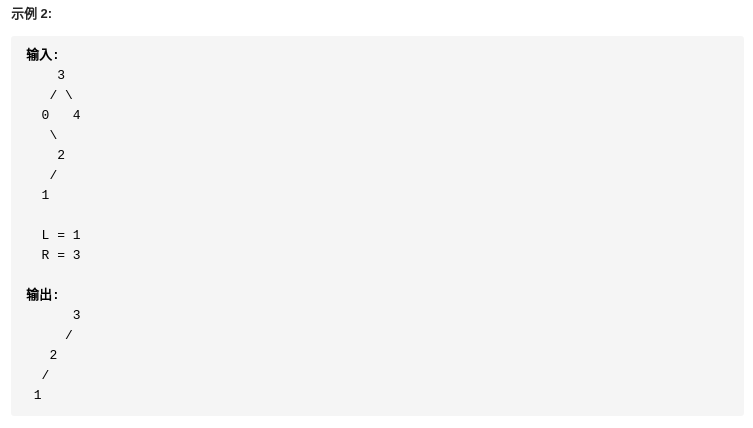 示例 2:
输入:
    3
   / \
  0   4
   \
    2
   /
  1
  L = 1
  R = 3
输出:
      3
     /
   2
  /
 1